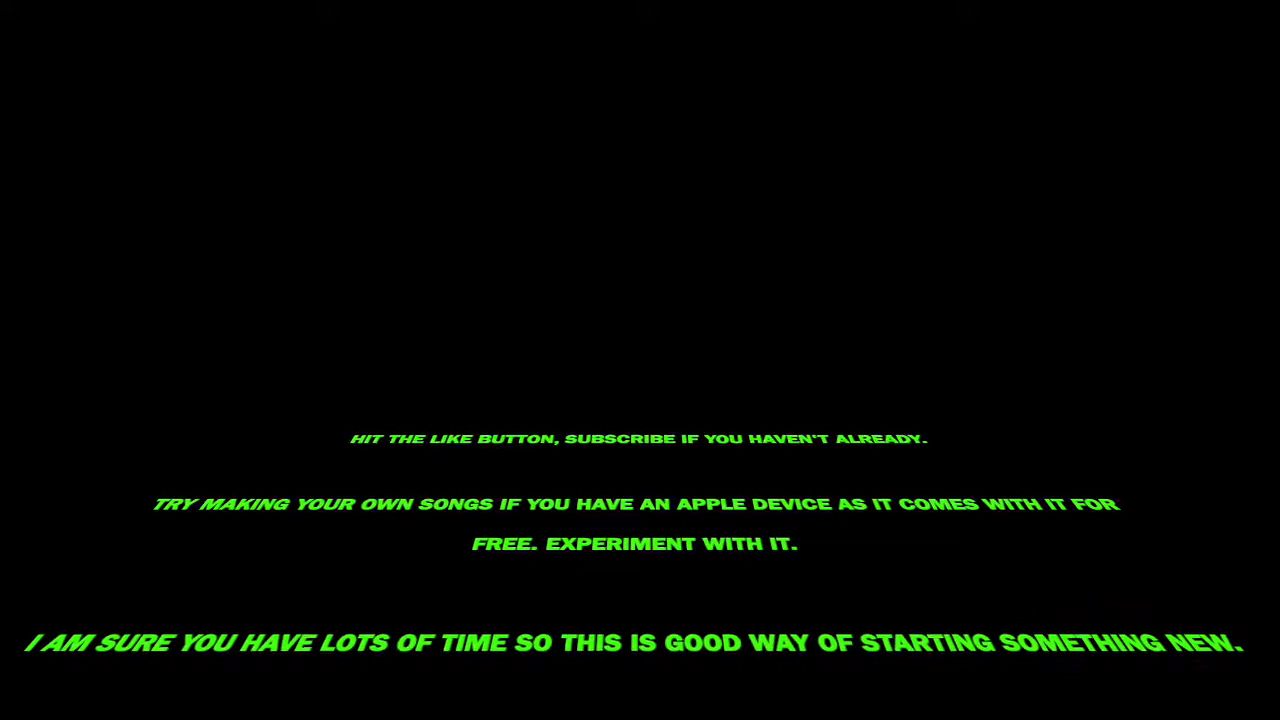 HIT THE LIKE BUTTON, SUBSCRIBE IF YOU HAVEN'T ALREADY.
TRY MAKING YOUR OWN SONGS IF YOU HAVE AN APPLE DEVICE AS IT COMES WITH IT FOR
FREE. EXPERIMENT WITH IT.
I AM SURE YOU HAVE LOTS OF TIME SO THIS IS GOOD WAY OF STARTING SOMETHING NEW.